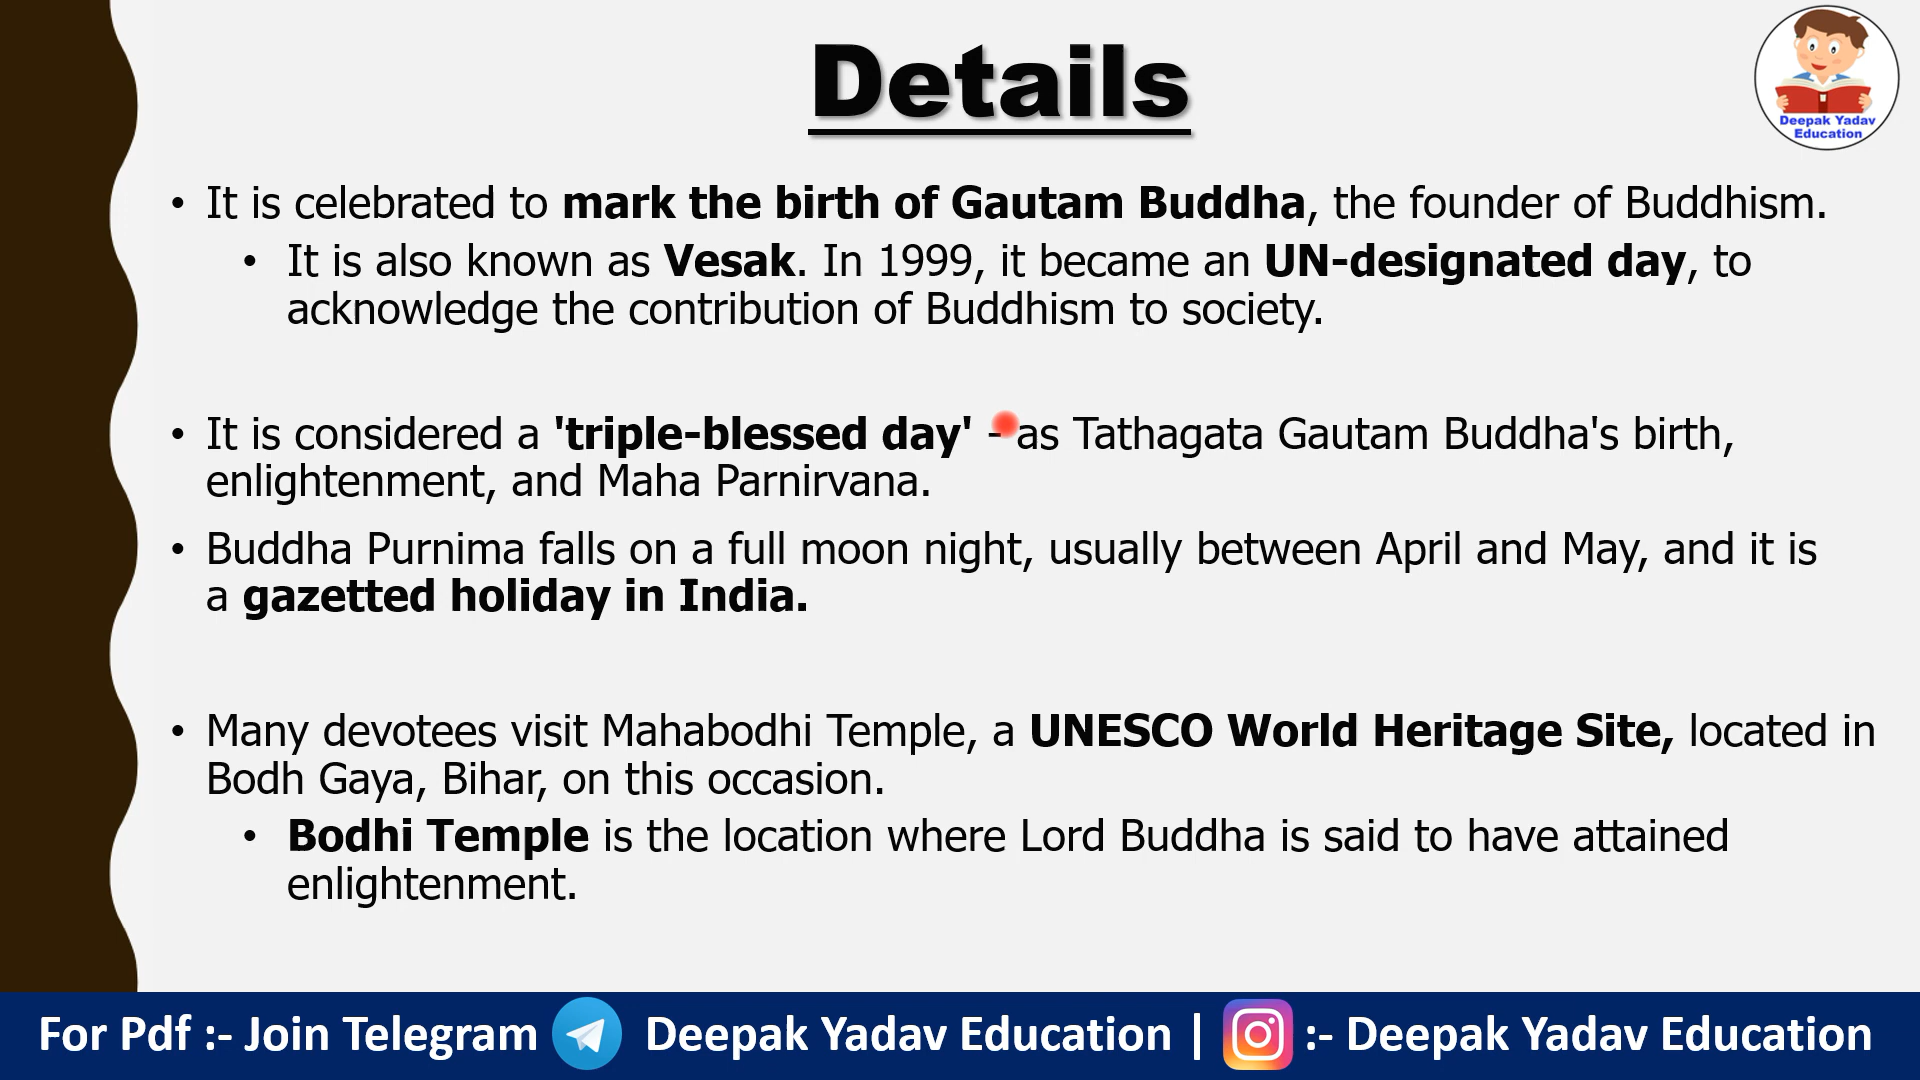 Details
Deepak Yadav
Education
• It is celebrated to mark the birth of Gautam Buddha, the founder of Buddhism.
• It is also known as Vesak. In 1999, it became an UN-designated day, to
acknowledge the contribution of Buddhism to society.
• It is considered a 'triple-blessed day' - as Tathagata Gautam Buddha's birth,
enlightenment, and Maha Parnirvana.
• Buddha Purnima falls on a full moon night, usually between April and May, and it is
a gazetted holiday in India.
• Many devotees visit Mahabodhi Temple, a UNESCO World Heritage Site, located in
Bodh Gaya, Bihar, on this occasion.
• Bodhi Temple is the location where Lord Buddha is said to have attained
enlightenment.
For Pdf :- Join Telegram Deepak Yadav Education | :- Deepak Yadav Education